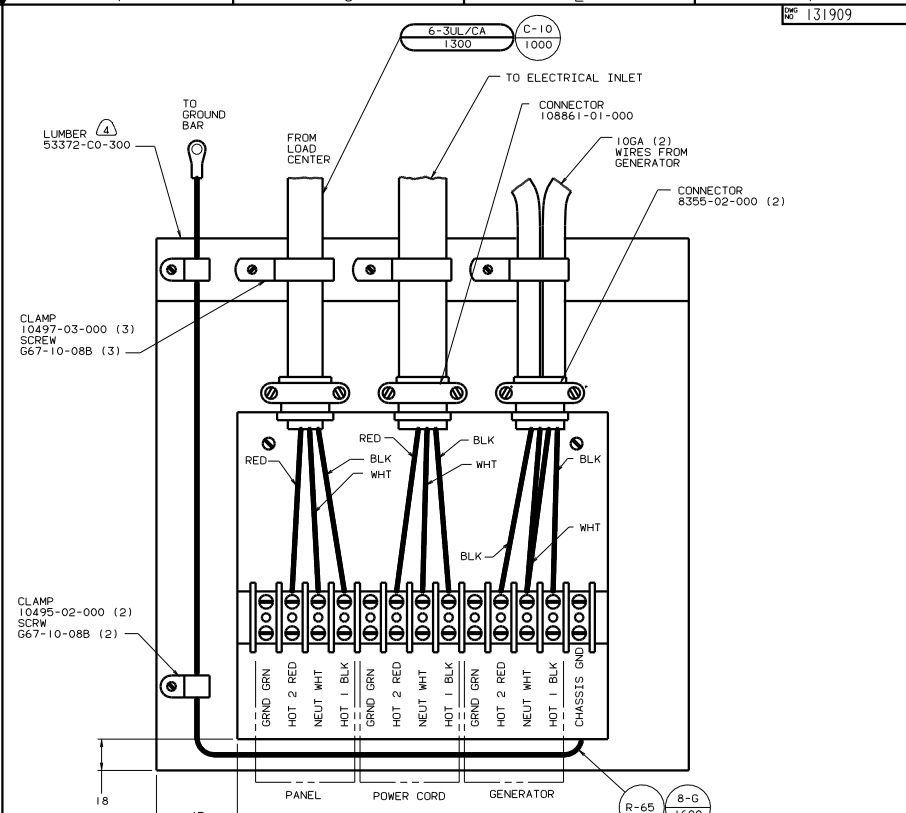 DWG NO 131909
6-3UL/CA
1300
C-10
1000
TO ELECTRICAL INLET
CONNECTOR
108861-01-000
TO
GROUND
BAR
LUMBER 4
53372-C0-300
FROM
LOAD
CENTER
10GA (2)
WIRES FROM
GENERATOR
CONNECTOR
8355-02-000 (2)
CLAMP
10497-03-000 (3)
SCREW
G67-10-08B (3)
RED
BLK
WHT
RED
BLK
WHT
BLK
WHT
BLK
CLAMP
10495-02-000 (2)
SCRW
G67-10-08B (2)
GRND GRN
HOT 2 RED
NEUT WHT
HOT 1 BLK
GRND GRN
HOT 2 RED
NEUT WHT
HOT 1 BLK
GRND GRN
HOT 2 RED
NEUT WHT
HOT 1 BLK
CHASSIS GND
PANEL
POWER CORD
GENERATOR
18
R-65
8-G